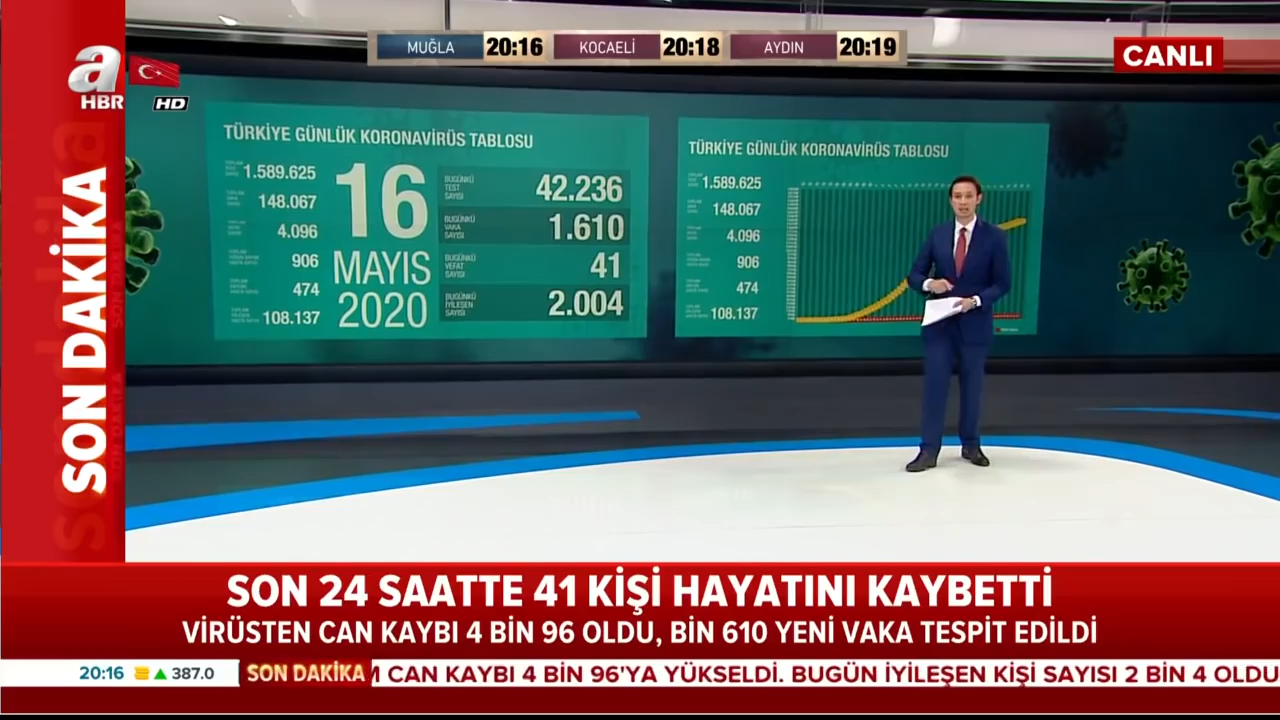 MUĞLA 20:16 KOCAELİ 20:18 AYDIN 20:19
CANLI
a
HBR
HD
SON DAKİKA
TÜRKİYE GÜNLÜK KORONAVİRÜS TABLOSU
1.589.625
148.067
4.096
906
474
108.137
16
MAYIS
2020
BUGÜNKÜ TEST SAYISI 42.236
BUGÜNKÜ VAKA SAYISI 1.610
BUGÜNKÜ VEFAT SAYISI 41
BUGÜNKÜ İYİLEŞEN SAYISI 2.004
TÜRKİYE GÜNLÜK KORONAVİRÜS TABLOSU
1.589.625
148.067
4.096
906
474
108.137
SON 24 SAATTE 41 KİŞİ HAYATINI KAYBETTİ
VİRÜSTEN CAN KAYBI 4 BİN 96 OLDU, BİN 610 YENİ VAKA TESPİT EDİLDİ
20:16 387.0 SON DAKİKA M CAN KAYBI 4 BİN 96'YA YÜKSELDİ. BUGÜN İYİLEŞEN KİŞİ SAYISI 2 BİN 4 OLDU